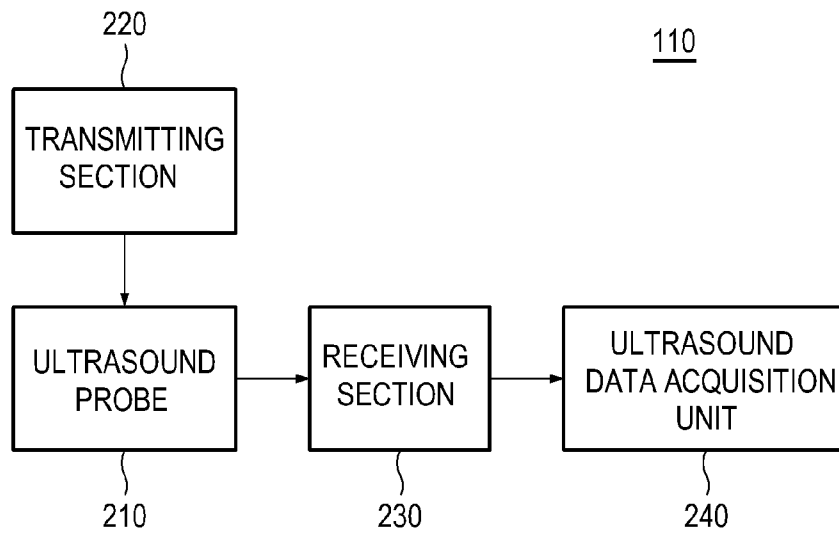 220
110
TRANSMITTING
SECTION
ULTRASOUND
PROBE
RECEIVING
SECTION
ULTRASOUND
DATA ACQUISITION
UNIT
210
230
240